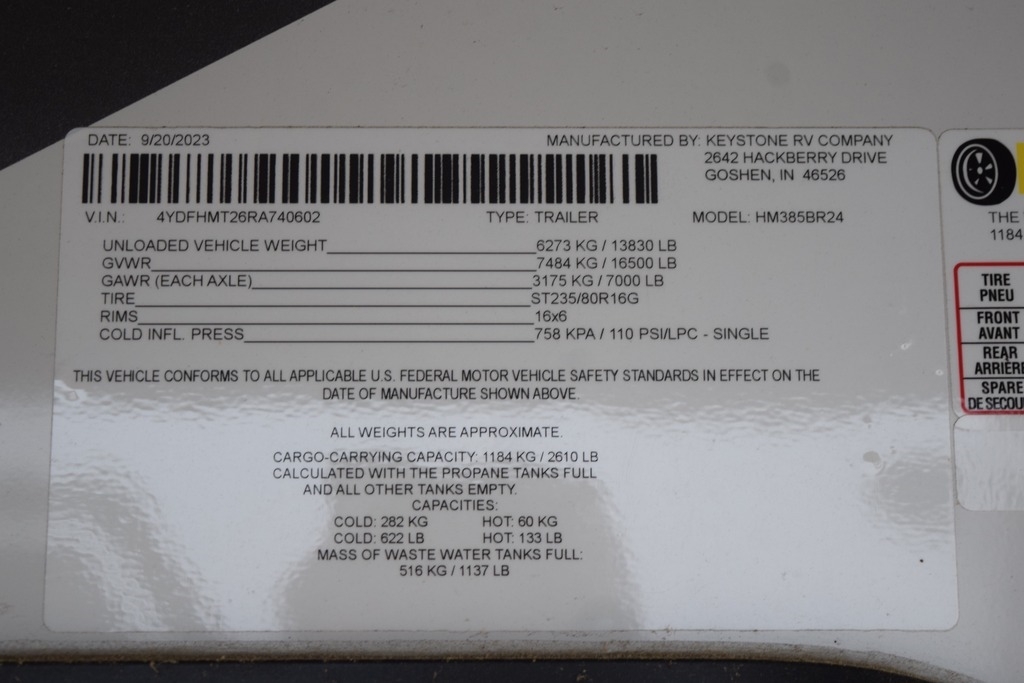 DATE: 9/20/2023 MANUFACTURED BY: KEYSTONE RV COMPANY
2642 HACKBERRY DRIVE
GOSHEN, IN 46526
V.I.N.: 4YDFHMT26RA740602 TYPE: TRAILER MODEL: HM385BR24
UNLOADED VEHICLE WEIGHT 6273 KG / 13830 LB
GVWR 7484 KG / 16500 LB
GAWR (EACH AXLE) 3175 KG / 7000 LB
TIRE ST235/80R16G
RIMS 16x6
COLD INFL. PRESS 758 KPA / 110 PSI/LPC - SINGLE
THIS VEHICLE CONFORMS TO ALL APPLICABLE U.S. FEDERAL MOTOR VEHICLE SAFETY STANDARDS IN EFFECT ON THE
DATE OF MANUFACTURE SHOWN ABOVE.
ALL WEIGHTS ARE APPROXIMATE.
CARGO-CARRYING CAPACITY: 1184 KG / 2610 LB
CALCULATED WITH THE PROPANE TANKS FULL
AND ALL OTHER TANKS EMPTY.
CAPACITIES:
COLD: 282 KG HOT: 60 KG
COLD: 622 LB HOT: 133 LB
MASS OF WASTE WATER TANKS FULL:
516 KG / 1137 LB
THE
1184
TIRE
PNEU
FRONT
AVANT
REAR
ARRIÈRE
SPARE
DE SECOU